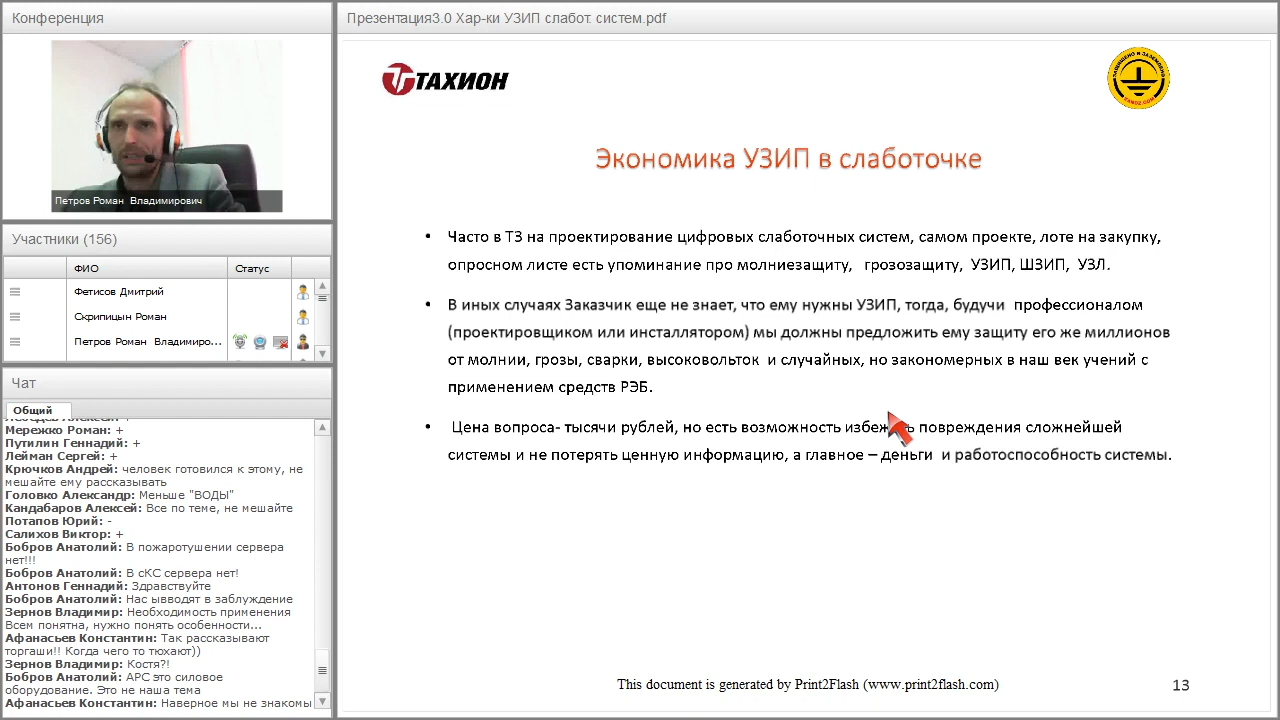 Конференция
Петров Роман  Владимирович
Участники (156)
ФИО
Статус
Фетисов Дмитрий
Скрипицын Роман
Петров Роман  Владимиро...
Чат
Общий
Мережко Роман: +
Путилин Геннадий: +
Лейман Сергей: +
Крючков Андрей: человек готовился к этому, не
мешайте ему рассказывать
Головко Александр: Меньше "ВОДЫ"
Кандабаров Алексей: Все по теме, не мешайте
Потапов Юрий: -
Салихов Виктор: +
Бобров Анатолий: В пожаротушении сервера
нет!!!
Бобров Анатолий: В сКС сервера нет!
Антонов Геннадий: Здравствуйте
Бобров Анатолий: Нас ывводят в заблуждение
Зернов Владимир: Необходимость применения
Всем понятна, нужно понять особенности...
Афанасьев Константин: Так рассказывают
торгаши!! Когда чего то тюхают))
Зернов Владимир: Костя?!
Бобров Анатолий: АРС это силовое
оборудование. Это не наша тема
Афанасьев Константин: Наверное мы не знакомы
Презентация3.0 Хар-ки УЗИП слабот. систем.pdf
ТАХИОН
Экономика УЗИП в слаботочке
• Часто в ТЗ на проектирование цифровых слаботочных систем, самом проекте, лоте на закупку,
опросном листе есть упоминание про молниезащиту, грозозащиту, УЗИП, ШЗИП, УЗЛ.
• В иных случаях Заказчик еще не знает, что ему нужны УЗИП, тогда, будучи профессионалом
(проектировщиком или инсталлятором) мы должны предложить ему защиту его же миллионов
от молнии, грозы, сварки, высоковольток и случайных, но закономерных в наш век учений с
применением средств РЭБ.
• Цена вопроса- тысячи рублей, но есть возможность избежать повреждения сложнейшей
системы и не потерять ценную информацию, а главное – деньги и работоспособность системы.
This document is generated by Print2Flash (www.print2flash.com)
13